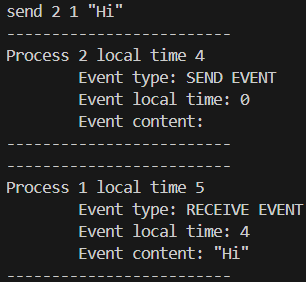 send 2 1 "Hi"
-------------------------
Process 2 local time 4
Event type: SEND EVENT
Event local time: 0
Event content:
-------------------------
-------------------------
Process 1 local time 5
Event type: RECEIVE EVENT
Event local time: 4
Event content: "Hi"
-------------------------